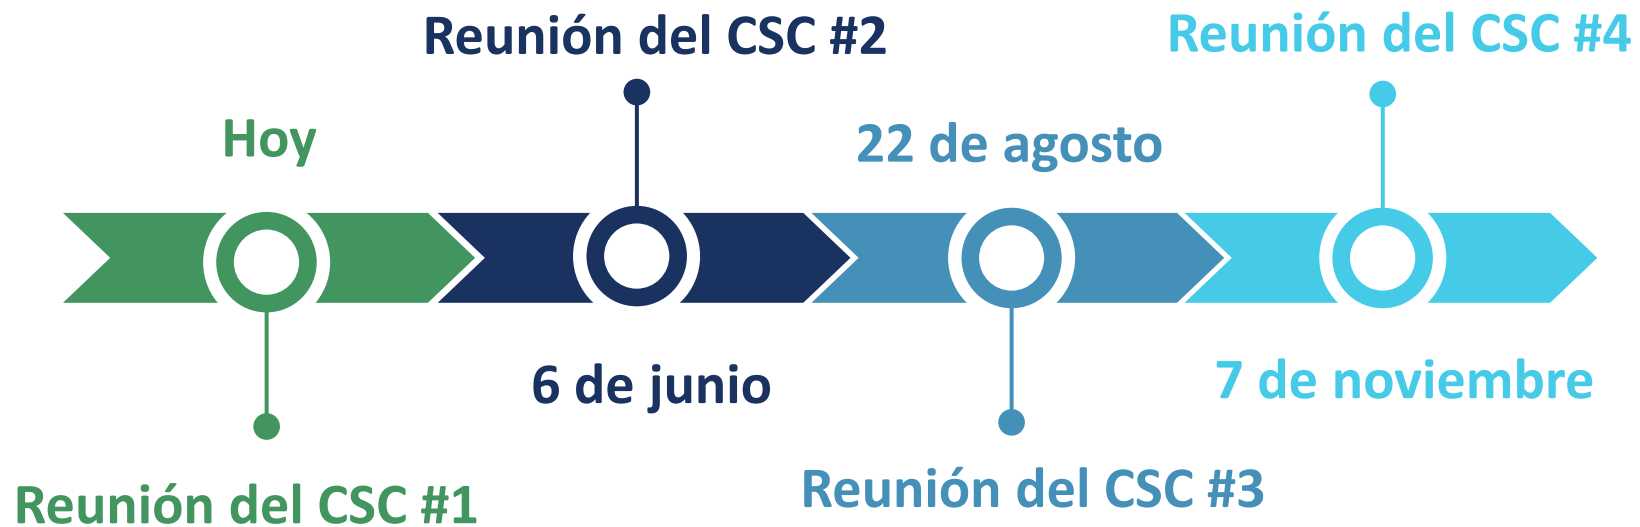 Hoy
Reunión del CSC #1
Reunión del CSC #2
6 de junio
22 de agosto
Reunión del CSC #3
Reunión del CSC #4
7 de noviembre